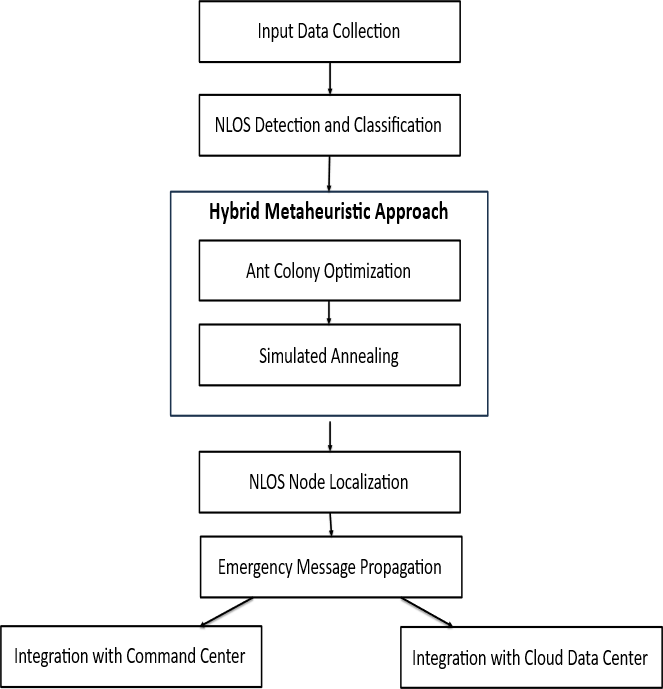 Input Data Collection
NLOS Detection and Classification
Hybrid Metaheuristic Approach
Ant Colony Optimization
Simulated Annealing
NLOS Node Localization
Emergency Message Propagation
Integration with Command Center
Integration with Cloud Data Center